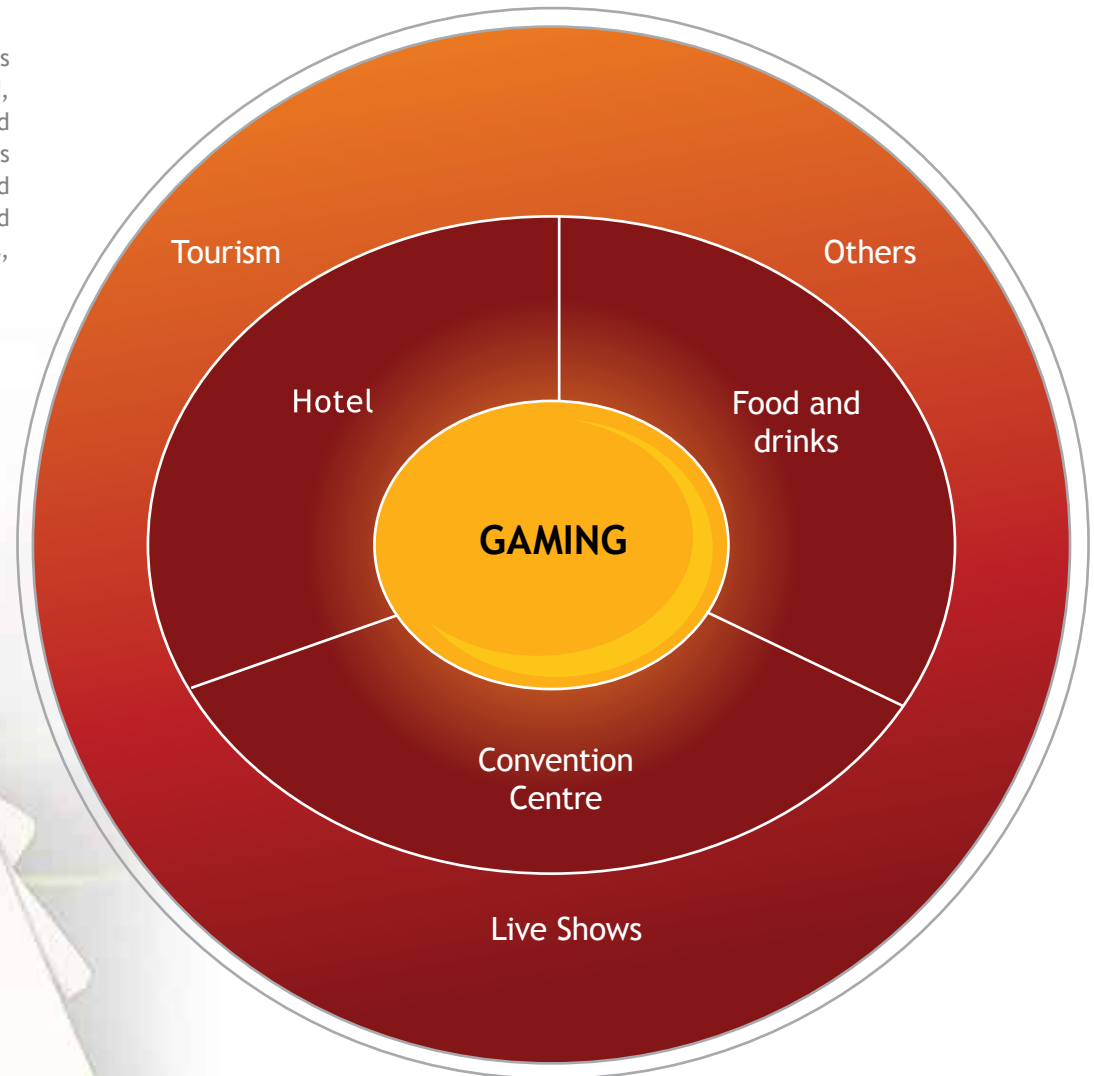 Tourism
Others
Hotel
Food and
drinks
GAMING
Convention
Centre
Live Shows